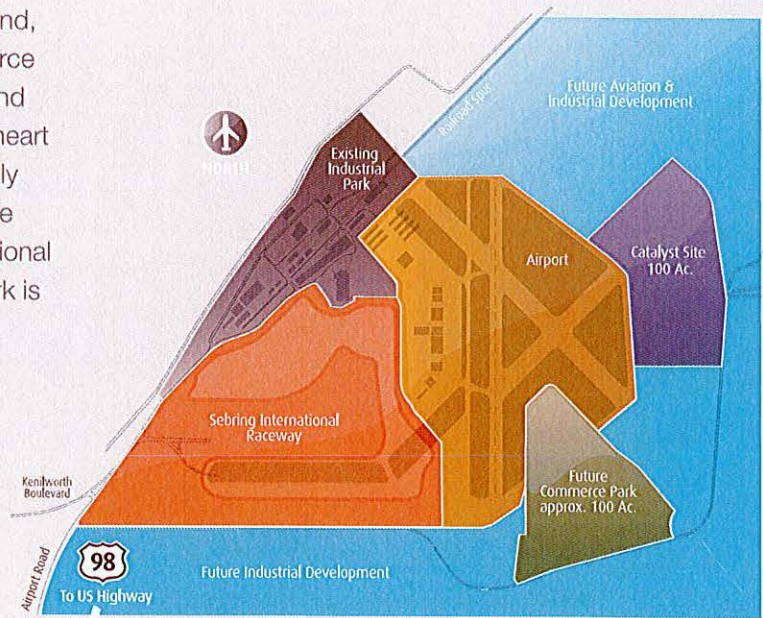 nd,
rce
nd
heart
ly
e
ional
rk is
NORTH
Railroad Spur
Future Aviation &
Industrial Development
Existing
Industrial
Park
Airport
Catalyst Site
100 Ac.
Sebring International
Raceway
Future
Commerce Park
approx. 100 Ac.
Kenilworth
Boulevard
Airport Road
98
To US Highway
Future Industrial Development